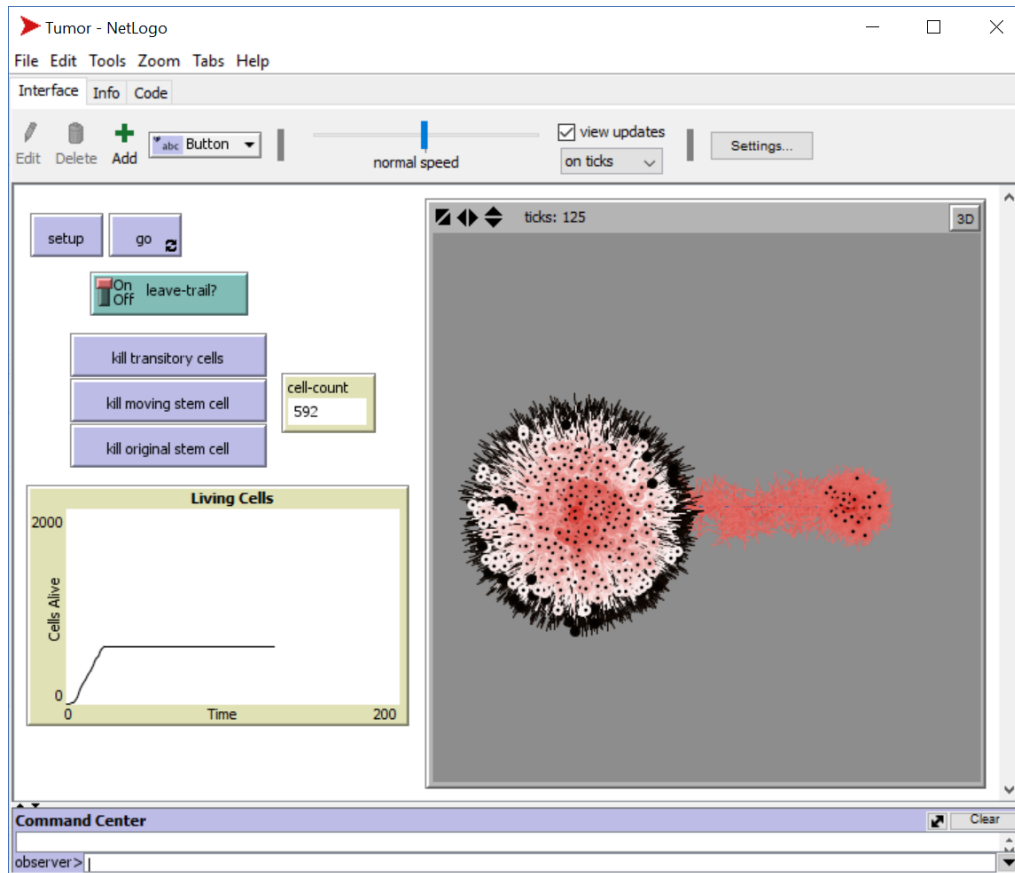 Tumor - NetLogo
File Edit Tools Zoom Tabs Help
Interface Info Code
Edit Delete Add abc Button normal speed view updates on ticks Settings...
setup go
ticks: 125 3D
On
Off leave-trail?
kill transitory cells
kill moving stem cell
kill original stem cell
cell-count
592
Living Cells
2000
Cells Alive
0
0 Time 200
Command Center Clear
observer>